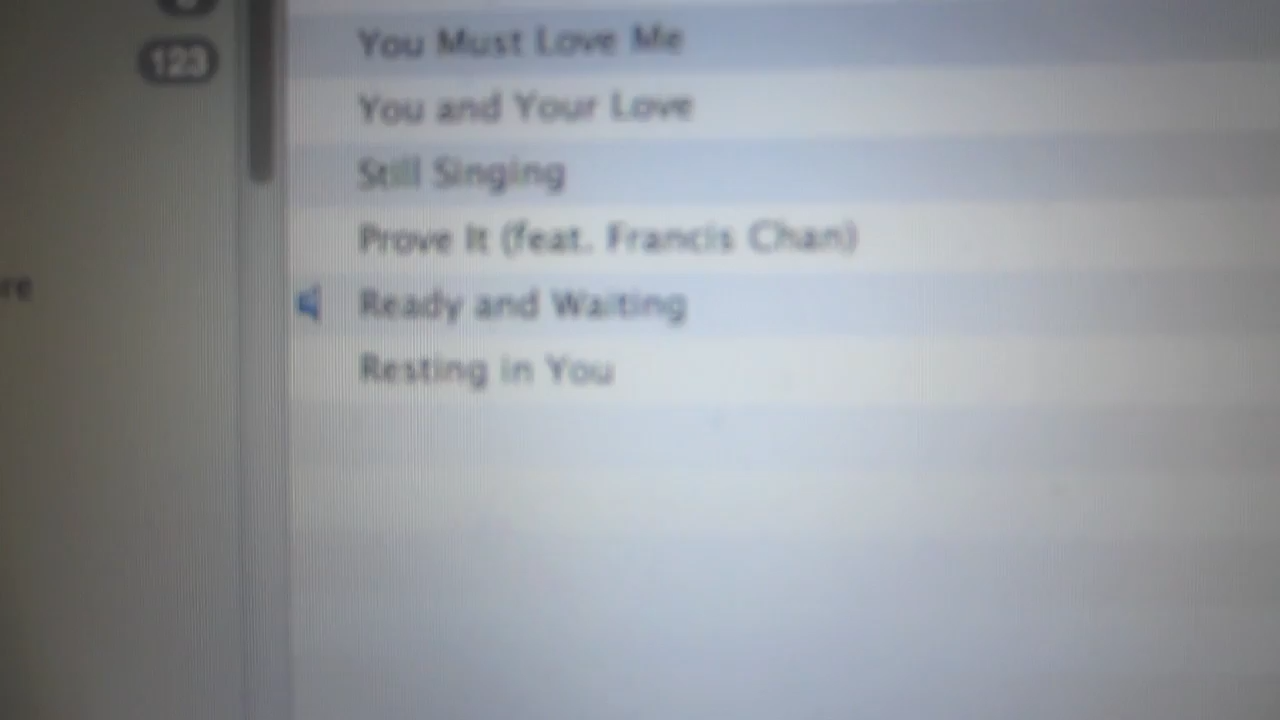 You Must Love Me
123
You and Your Love
Still Singing
Prove It (feat. Francis Chan)
re
Ready and Waiting
Resting in You